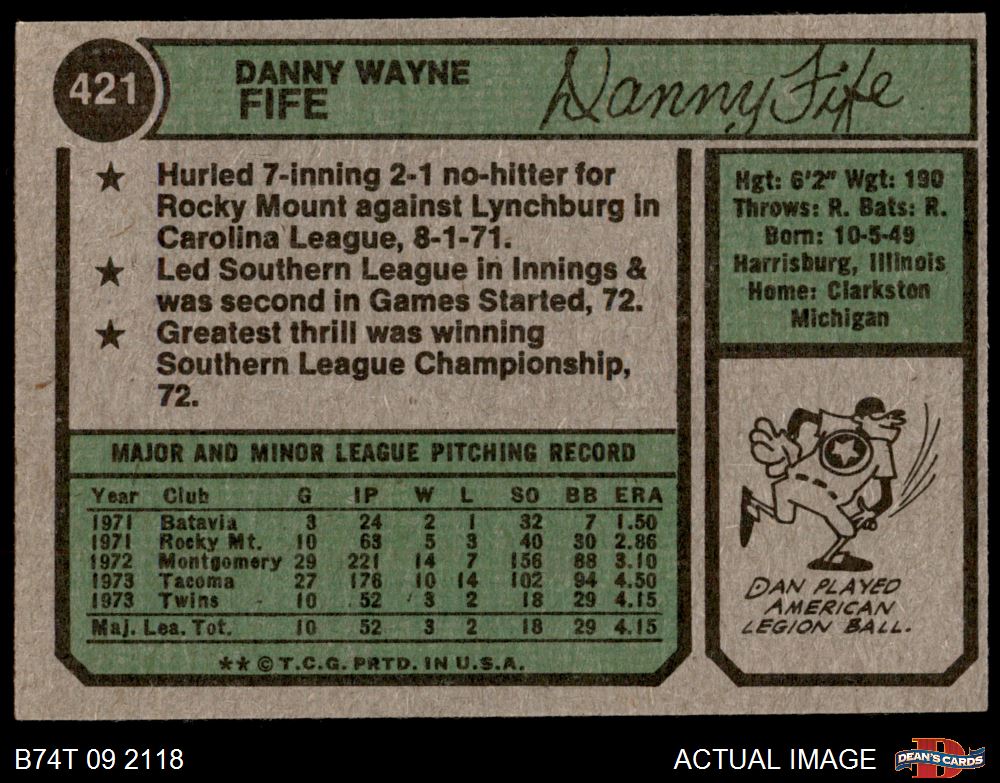 421
DANNY WAYNE
FIFE
Danny Fife
★ Hurled 7-inning 2-1 no-hitter for
Rocky Mount against Lynchburg in
Carolina League, 8-1-71.
★ Led Southern League in Innings &
was second in Games Started, 72.
★ Greatest thrill was winning
Southern League Championship,
72.
Hgt: 6'2" Wgt: 190
Throws: R. Bats: R.
Born: 10-5-49
Harrisburg, Illinois
Home: Clarkston
Michigan
MAJOR AND MINOR LEAGUE PITCHING RECORD
Year Club G IP W L SO BB ERA
1971 Batavia 3 24 2 1 32 7 1.50
1971 Rocky Mt. 10 63 5 3 40 30 2.86
1972 Montgomery 29 221 14 7 156 88 3.10
1973 Tacoma 27 176 10 14 102 94 4.50
1973 Twins 10 52 3 2 18 29 4.15
Maj. Lea. Tot. 10 52 3 2 18 29 4.15
★★ © T.C.G. PRTD. IN U.S.A.
DAN PLAYED
AMERICAN
LEGION BALL.
B74T 09 2118
ACTUAL IMAGE
DEAN'S CARDS